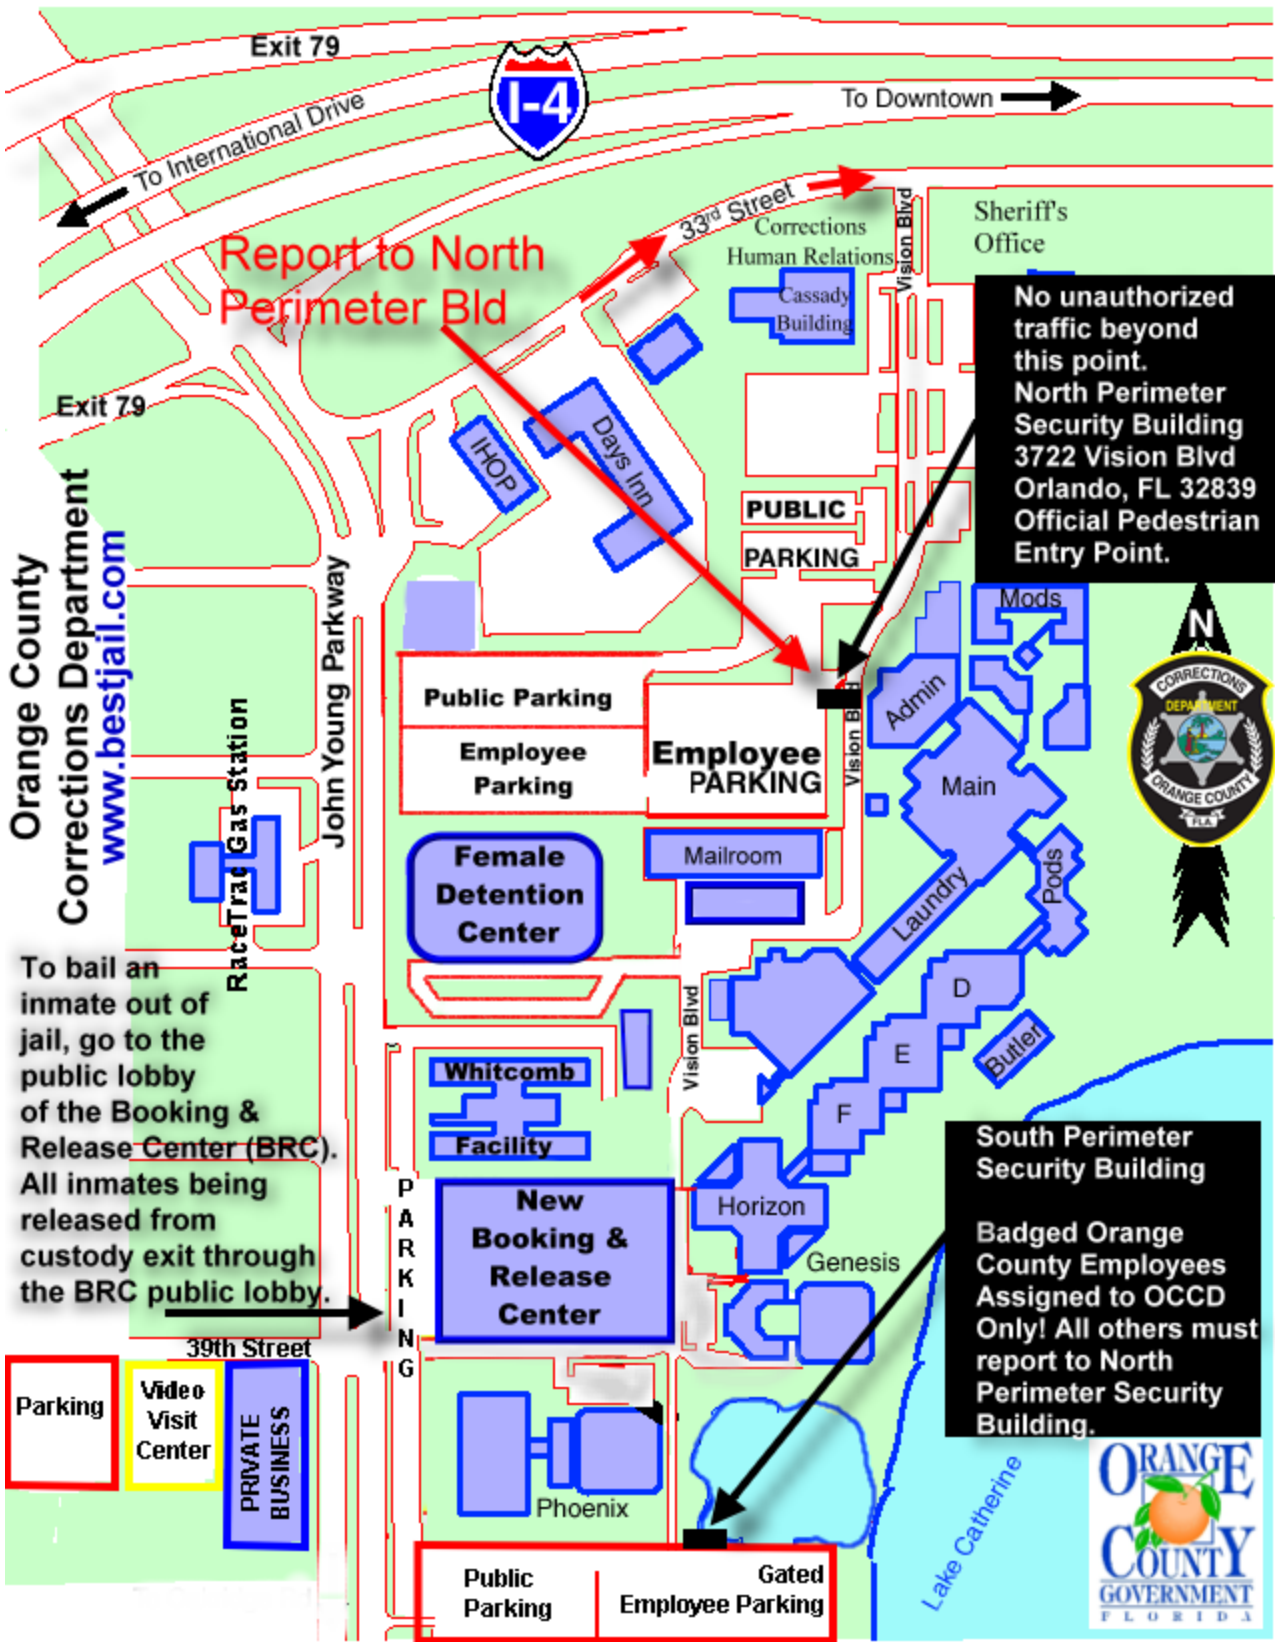 Exit 79
I-4
To Downtown
To International Drive
33rd Street
Vision Blvd
Sheriff's
Office
Corrections
Human Relations
Cassady
Building
Report to North
Perimeter Bld
No unauthorized
traffic beyond
this point.
North Perimeter
Security Building
3722 Vision Blvd
Orlando, FL 32839
Official Pedestrian
Entry Point.
Exit 79
IHOP
Days Inn
PUBLIC
PARKING
Orange County
Corrections Department
www.bestjail.com
John Young Parkway
Mods
N
CORRECTIONS
DEPARTMENT
ORANGE COUNTY
FLA.
Public Parking
Employee
Parking
Employee
PARKING
Vision Blvd
Admin
Main
RaceTrac Gas Station
Female
Detention
Center
Mailroom
Laundry
Pods
To bail an
inmate out of
jail, go to the
public lobby
of the Booking &
Release Center (BRC).
All inmates being
released from
custody exit through
the BRC public lobby.
Vision Blvd
D
E
F
Butler
Whitcomb
Facility
PARKING
New
Booking &
Release
Center
Horizon
Genesis
South Perimeter
Security Building
Badged Orange
County Employees
Assigned to OCCD
Only! All others must
report to North
Perimeter Security
Building.
39th Street
Parking
Video
Visit
Center
PRIVATE
BUSINESS
Phoenix
Lake Catherine
Public
Parking
Gated
Employee Parking
ORANGE
COUNTY
GOVERNMENT
FLORIDA